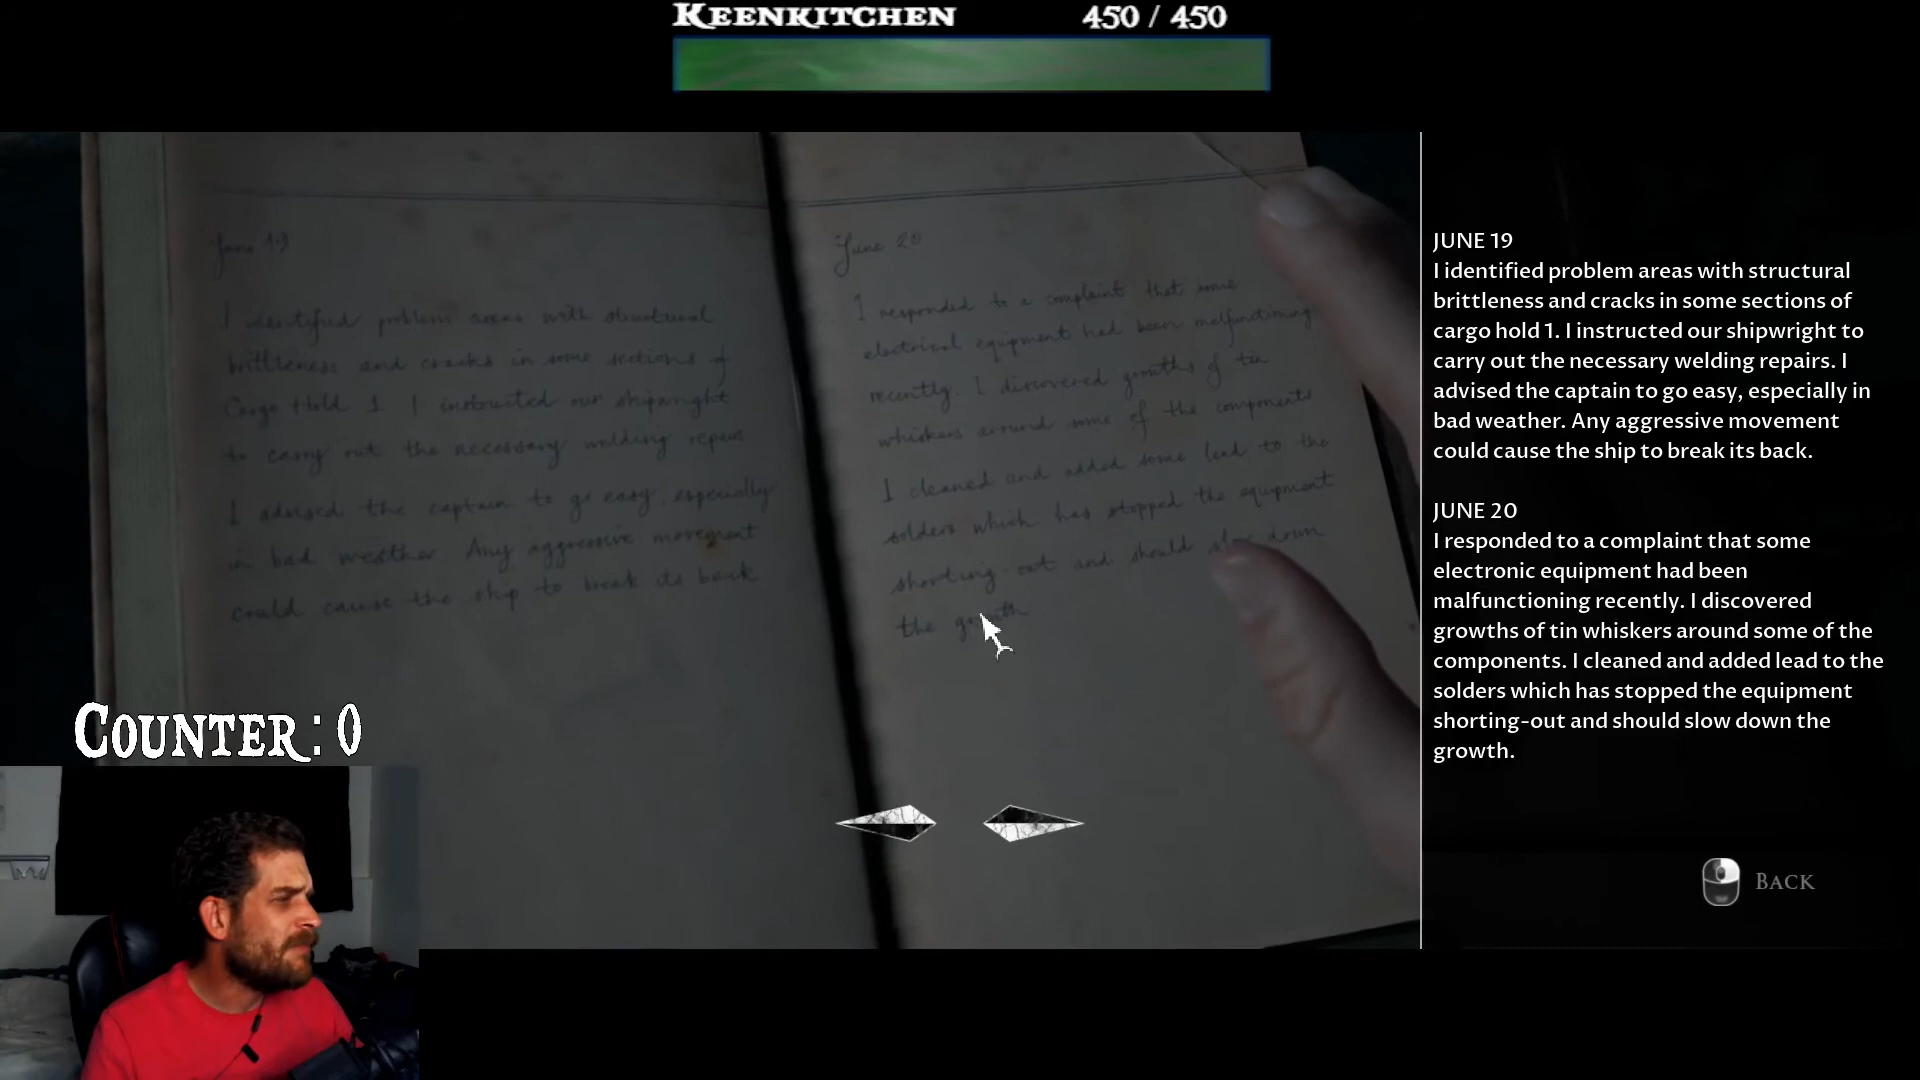 KEENKITCHEN 450 / 450
June 19
I identified problem areas with structural
brittleness and cracks in some sections of
Cargo Hold 1 I instructed our shipwright
to carry out the necessary welding repairs
I advised the captain to go easy, especially
in bad weather Any aggressive movement
could cause the ship to break its back
June 20
I responded to a complaint that some
electrical equipment had been malfunctioning
recently. I discovered growths of tin
whiskers around some of the components
I cleaned and added some lead to the
solders which has stopped the equipment
shorting-out and should slow down
the growth
JUNE 19
I identified problem areas with structural
brittleness and cracks in some sections of
cargo hold 1. I instructed our shipwright to
carry out the necessary welding repairs. I
advised the captain to go easy, especially in
bad weather. Any aggressive movement
could cause the ship to break its back.
JUNE 20
I responded to a complaint that some
electronic equipment had been
malfunctioning recently. I discovered
growths of tin whiskers around some of the
components. I cleaned and added lead to the
solders which has stopped the equipment
shorting-out and should slow down the
growth.
COUNTER: 0
BACK